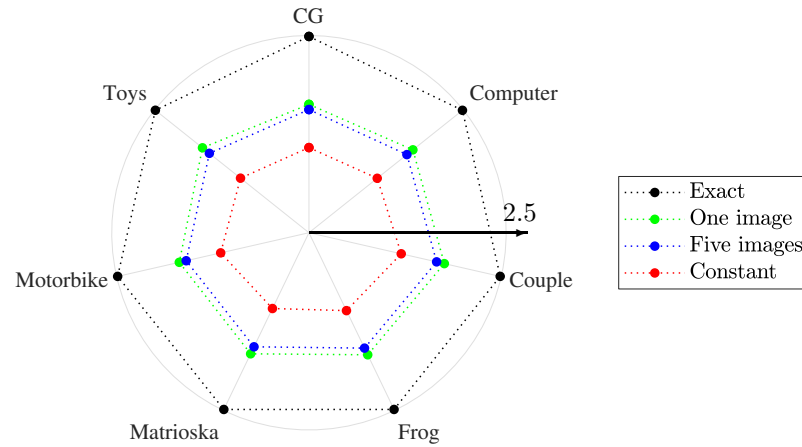 CG
Toys
Computer
2.5
Motorbike
Couple
Matrioska
Frog
Exact
One image
Five images
Constant